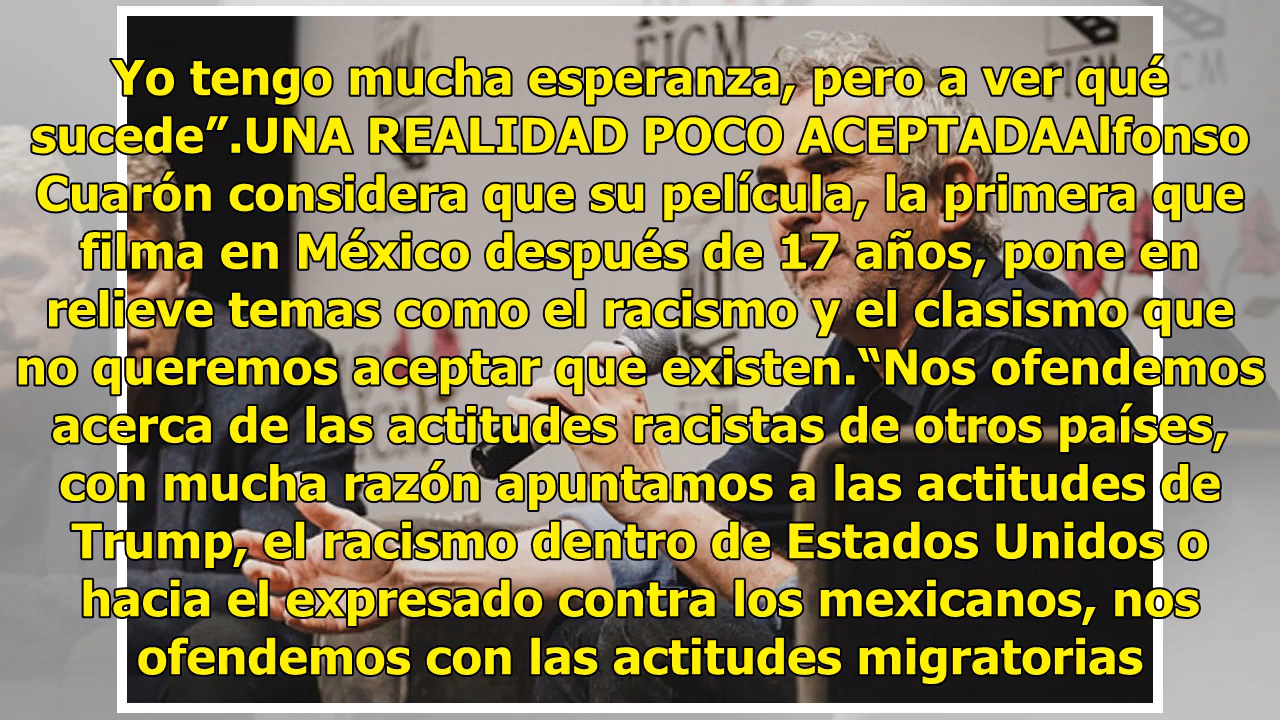 FICM
FICM
Yo tengo mucha esperanza, pero a ver qué
sucede”.UNA REALIDAD POCO ACEPTADAAlfonso
Cuarón considera que su película, la primera que
filma en México después de 17 años, pone en
relieve temas como el racismo y el clasismo que
no queremos aceptar que existen.“Nos ofendemos
acerca de las actitudes racistas de otros países,
con mucha razón apuntamos a las actitudes de
Trump, el racismo dentro de Estados Unidos o
hacia el expresado contra los mexicanos, nos
ofendemos con las actitudes migratorias